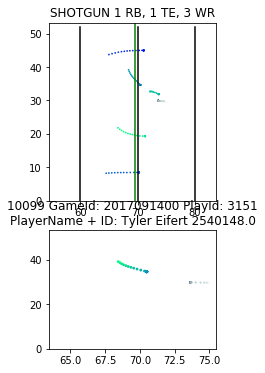 SHOTGUN 1 RB, 1 TE, 3 WR
50
40
30
20
10
0
60 70 80
10099 GameId: 2017091400 PlayId: 3151
PlayerName + ID: Tyler Eifert 2540148.0
40
20
0
65.0 67.5 70.0 72.5 75.0